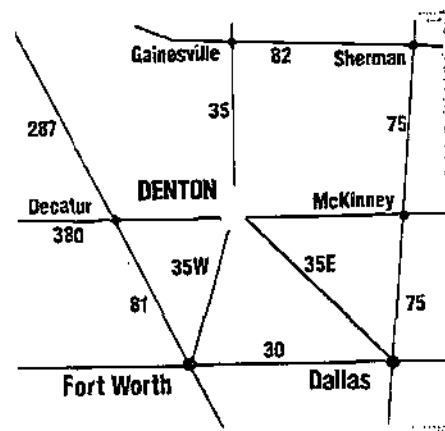 Gainesville
82
Sherman
35
75
287
DENTON
Decatur
McKinney
380
35W
35E
81
75
30
Fort Worth
Dallas